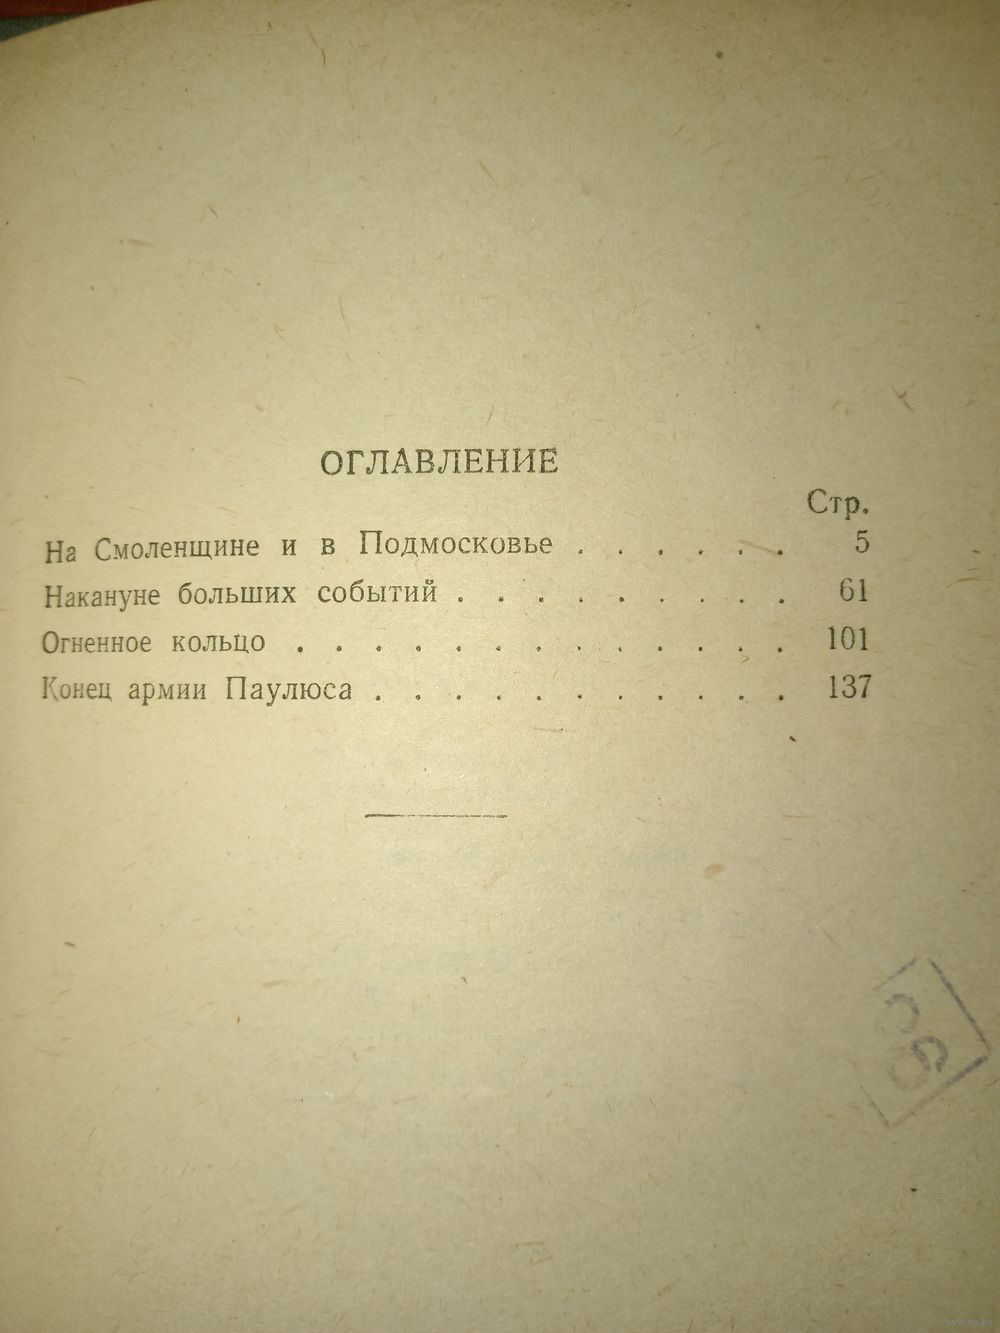 ОГЛАВЛЕНИЕ
Стр.
На Смоленщине и в Подмосковье . . . . . . 5
Накануне больших событий . . . . . . . . . 61
Огненное кольцо . . . . . . . . . . . . . 101
Конец армии Паулюса . . . . . . . . . . . 137